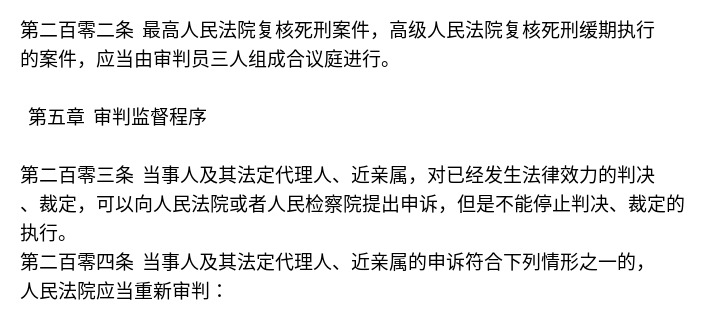 第二百零二条 最高人民法院复核死刑案件，高级人民法院复核死刑缓期执行
的案件，应当由审判员三人组成合议庭进行。
第五章 审判监督程序
第二百零三条 当事人及其法定代理人、近亲属，对已经发生法律效力的判决
、裁定，可以向人民法院或者人民检察院提出申诉，但是不能停止判决、裁定的
执行。
第二百零四条 当事人及其法定代理人、近亲属的申诉符合下列情形之一的，
人民法院应当重新审判：